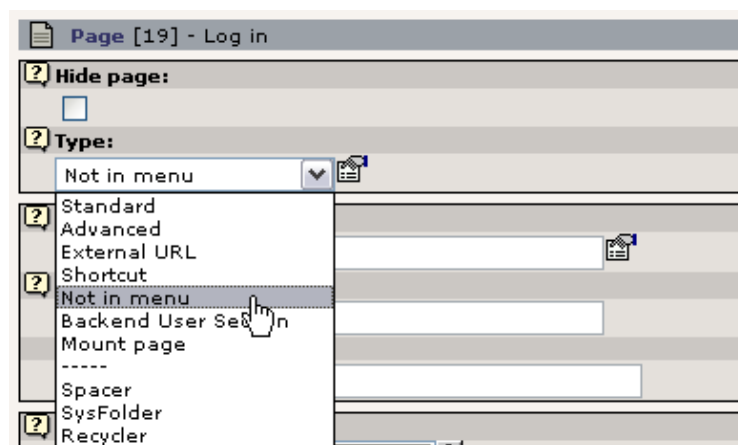 Page [19] - Log in
Hide page:
Type:
Not in menu
Standard
Advanced
External URL
Shortcut
Not in menu
Backend User
Mount page
-----
Spacer
SysFolder
Recycler